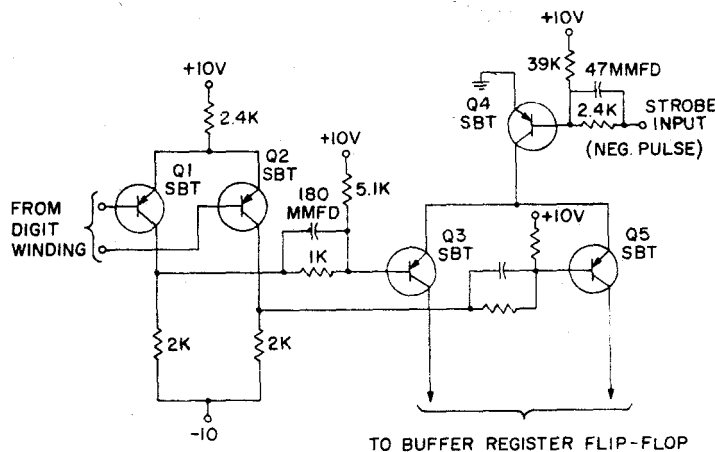 +10V
2.4K
Q1
SBT
Q2
SBT
FROM
DIGIT
WINDING
2K
2K
-10
180
MMFD
+10V
5.1K
1K
Q3
SBT
Q4
SBT
+10V
39K
47MMFD
2.4K
STROBE
INPUT
(NEG. PULSE)
+10V
Q5
SBT
TO BUFFER REGISTER FLIP-FLOP